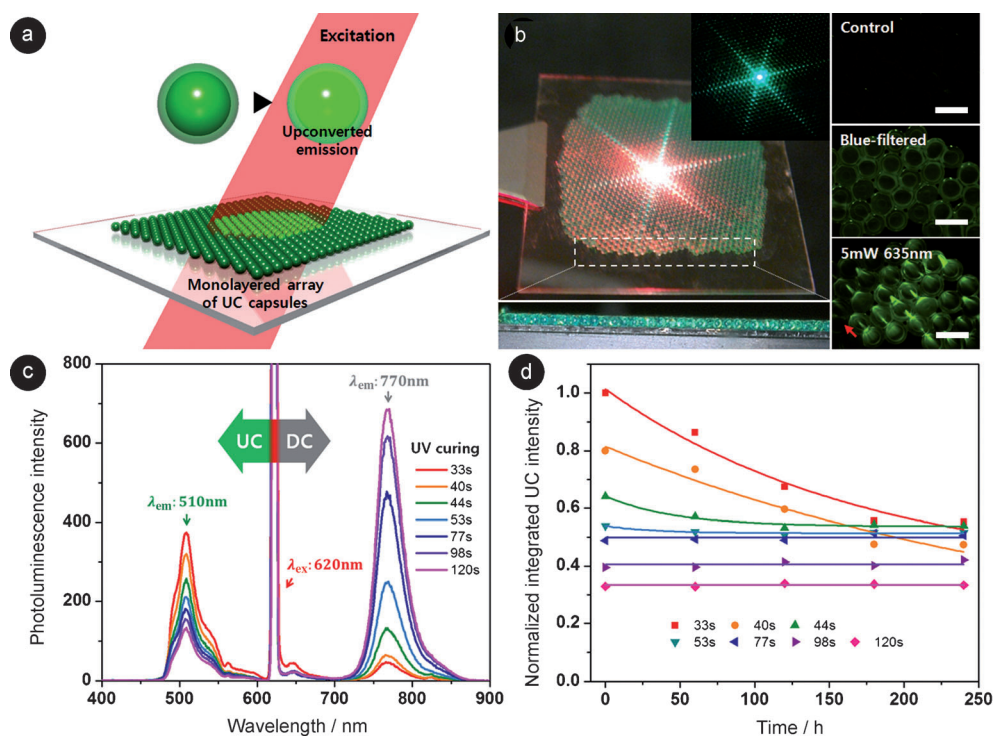 a
Excitation
Upconverted
emission
Monolayered array
of UC capsules
b
Control
Blue-filtered
5mW 635nm
c
800
600
400
200
0
400
500
600
700
800
900
Photoluminescence intensity
Wavelength / nm
λem: 770nm
UC
DC
UV curing
33s
40s
44s
53s
77s
98s
120s
λem: 510nm
λex: 620nm
d
1.0
0.8
0.6
0.4
0.2
0.0
0
50
100
150
200
250
Normalized integrated UC intensity
Time / h
33s 40s 44s
53s 77s 98s 120s